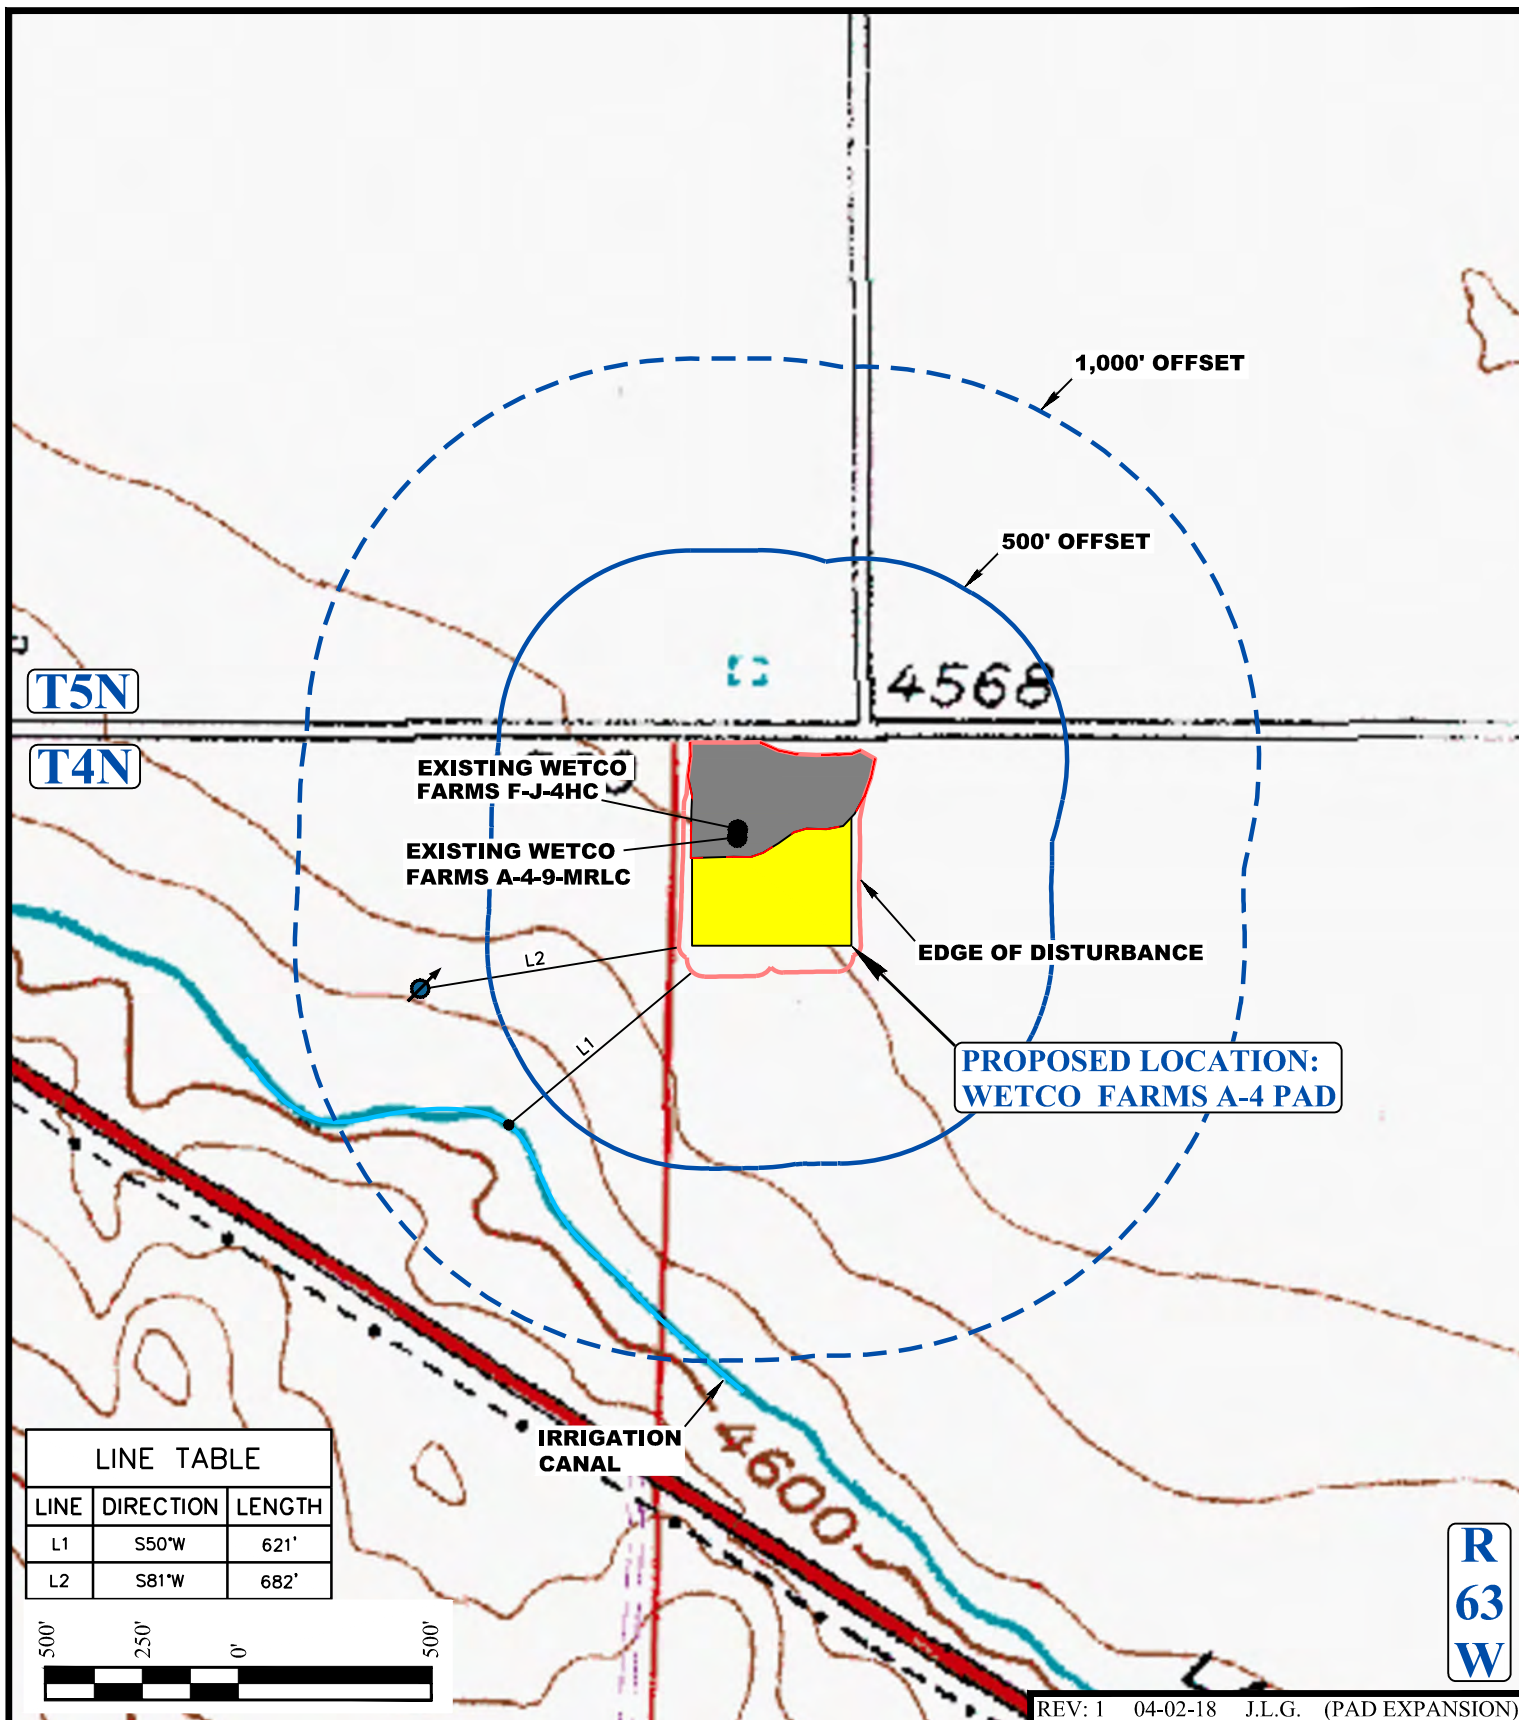 1,000' OFFSET
500' OFFSET
4568
T5N
T4N
EXISTING WETCO
FARMS F-J-4HC
EXISTING WETCO
FARMS A-4-9-MRLC
EDGE OF DISTURBANCE
L2
L1
PROPOSED LOCATION:
WETCO FARMS A-4 PAD
IRRIGATION
CANAL
4600
LINE TABLE
LINE DIRECTION LENGTH
L1 S50°W 621'
L2 S81°W 682'
500' 250' 0' 500'
R
63
W
REV: 1 04-02-18 J.L.G. (PAD EXPANSION)